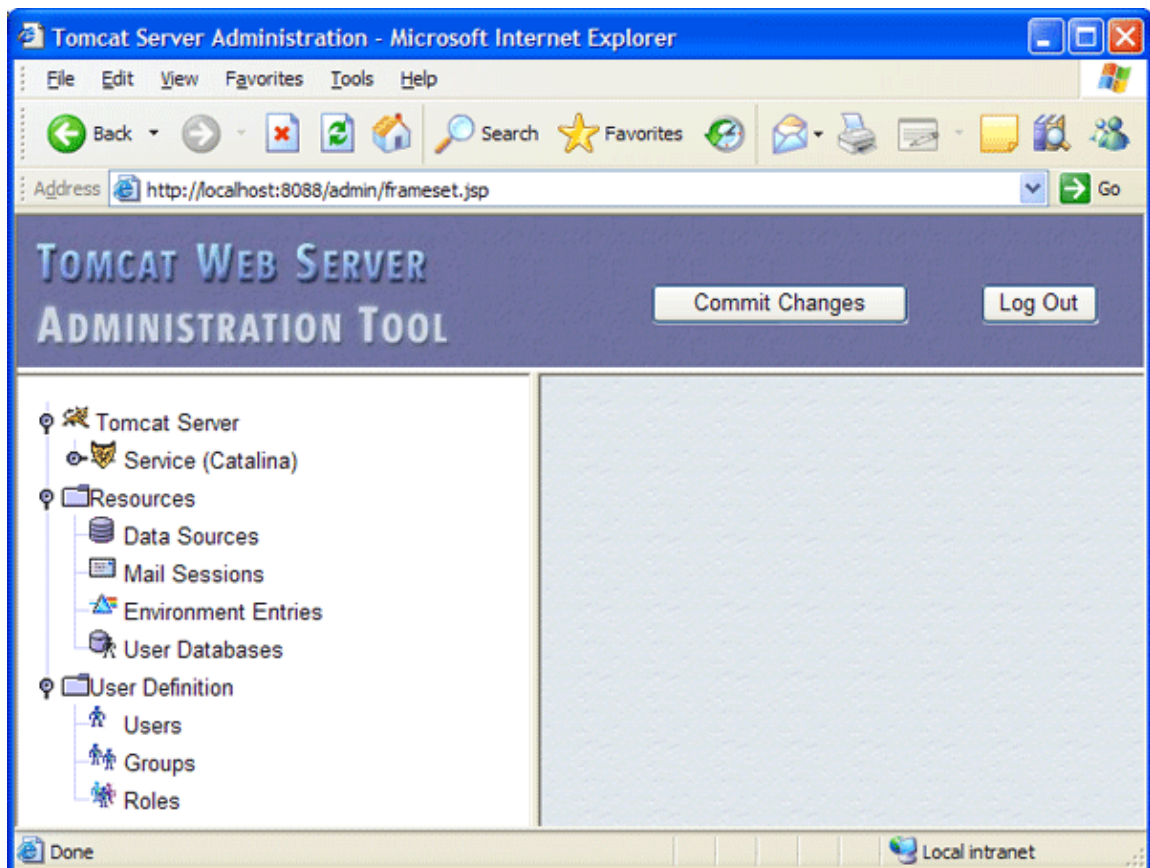 Tomcat Server Administration - Microsoft Internet Explorer
File Edit View Favorites Tools Help
Back Search Favorites
Address http://localhost:8088/admin/frameset.jsp Go
TOMCAT WEB SERVER
ADMINISTRATION TOOL
Commit Changes Log Out
Tomcat Server
Service (Catalina)
Resources
Data Sources
Mail Sessions
Environment Entries
User Databases
User Definition
Users
Groups
Roles
Done Local intranet